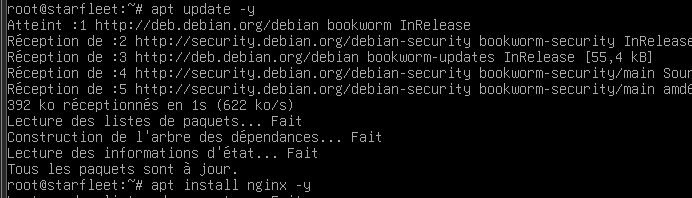 root@starfleet:~# apt update -y
Atteint :1 http://deb.debian.org/debian bookworm InRelease
Réception de :2 http://security.debian.org/debian-security bookworm-security InRelease
Réception de :3 http://deb.debian.org/debian bookworm-updates InRelease [55,4 kB]
Réception de :4 http://security.debian.org/debian-security bookworm-security/main Sour
Réception de :5 http://security.debian.org/debian-security bookworm-security/main amd6
392 ko réceptionnés en 1s (622 ko/s)
Lecture des listes de paquets... Fait
Construction de l'arbre des dépendances... Fait
Lecture des informations d'état... Fait
Tous les paquets sont à jour.
root@starfleet:~# apt install nginx -y